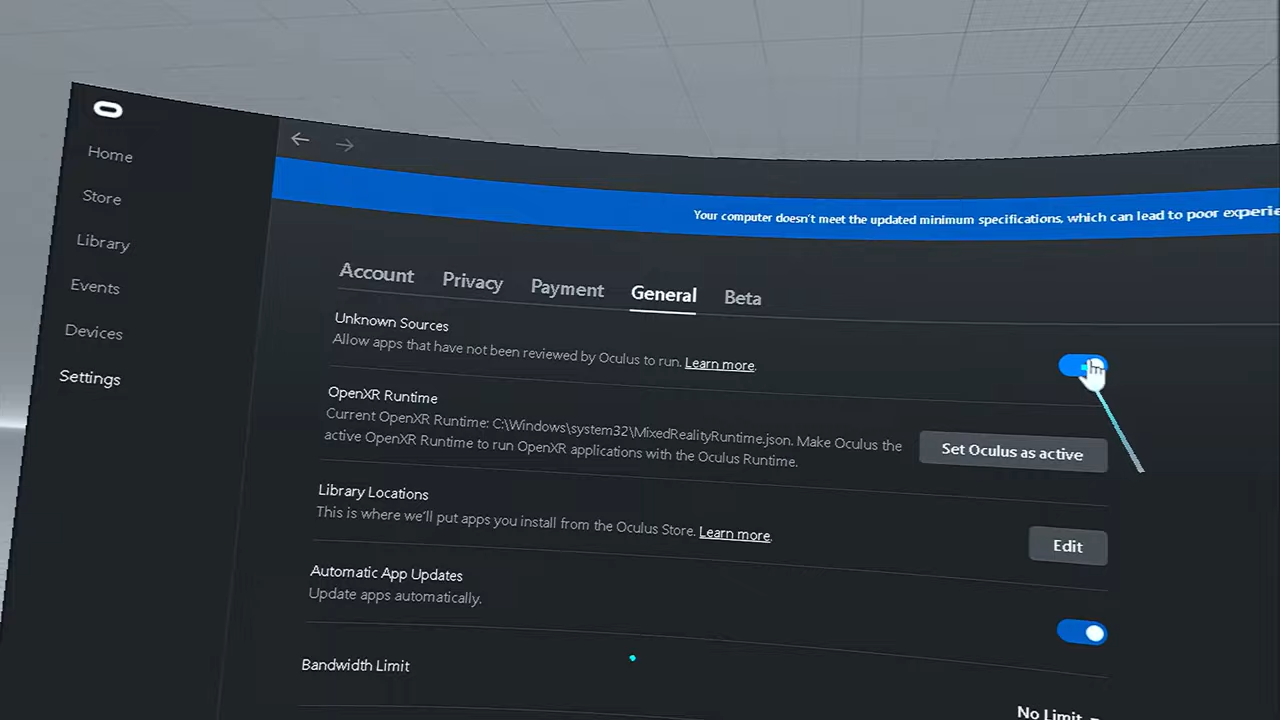 Home
Store
Library
Events
Devices
Settings
Your computer doesn't meet the updated minimum specifications, which can lead to poor
Account Privacy Payment General Beta
Unknown Sources
Allow apps that have not been reviewed by Oculus to run. Learn more.
OpenXR Runtime
Current OpenXR Runtime: C:\Windows\system32\MixedRealityRuntime.json. Make Oculus the
active OpenXR Runtime to run OpenXR applications with the Oculus Runtime.
Set Oculus as active
Library Locations
This is where we'll put apps you install from the Oculus Store. Learn more.
Edit
Automatic App Updates
Update apps automatically.
Bandwidth Limit
No Limit